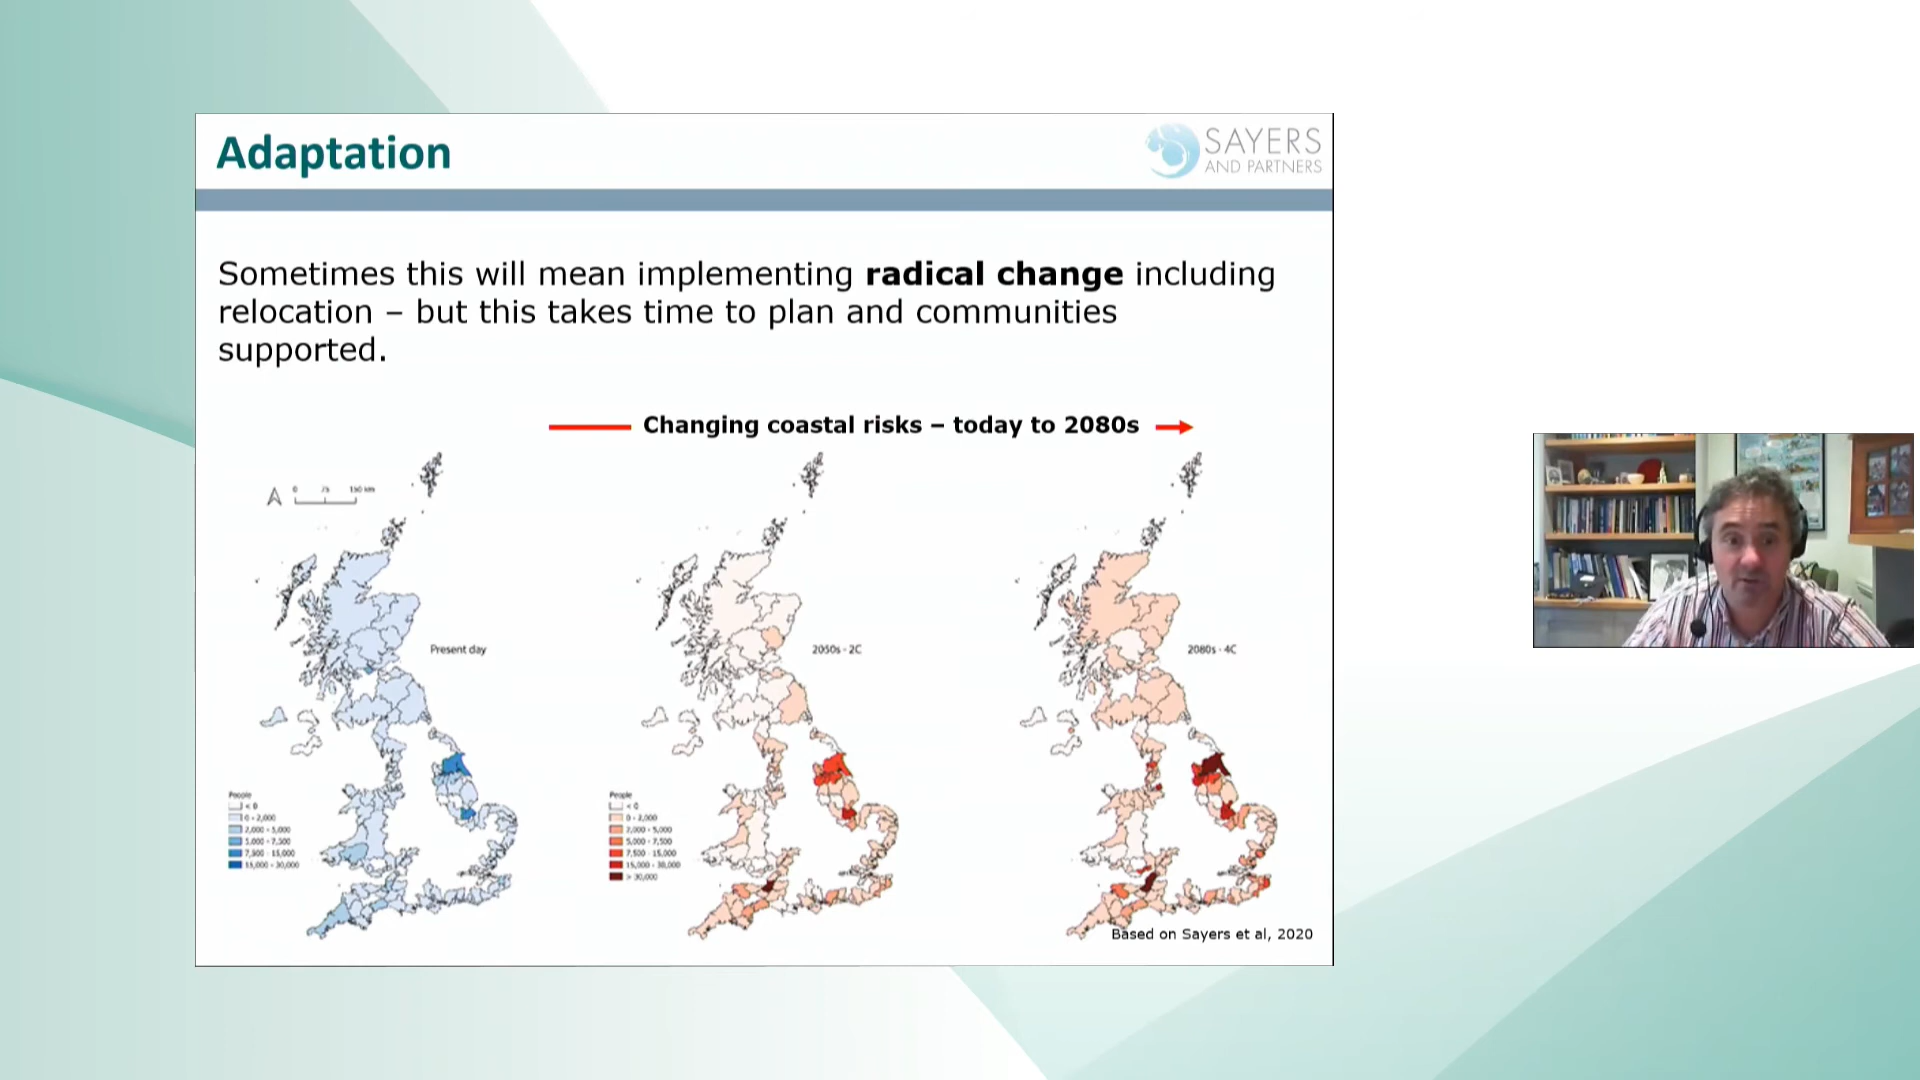 Adaptation
SAYERS
AND PARTNERS
Sometimes this will mean implementing radical change including
relocation – but this takes time to plan and communities
supported.
Changing coastal risks – today to 2080s
0 75 150 km
Present day
2050s - 2C
2080s - 4C
People
< 0
0 - 2,000
2,000 - 5,000
5,000 - 7,500
7,500 - 15,000
15,000 - 30,000
People
< 0
0 - 2,000
2,000 - 5,000
5,000 - 7,500
7,500 - 15,000
15,000 - 30,000
> 30,000
Based on Sayers et al, 2020